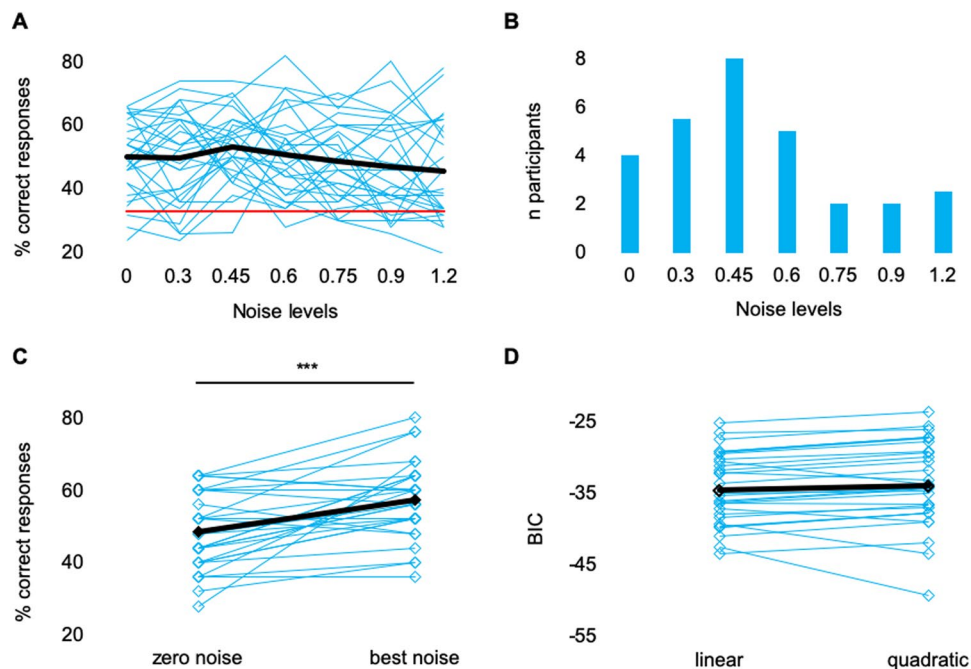 A
% correct responses
80
60
40
20
0 0.3 0.45 0.6 0.75 0.9 1.2
Noise levels
B
n participants
8
6
4
2
0
0 0.3 0.45 0.6 0.75 0.9 1.2
Noise levels
C
***
% correct responses
80
60
40
20
zero noise best noise
D
BIC
-25
-35
-45
-55
linear quadratic